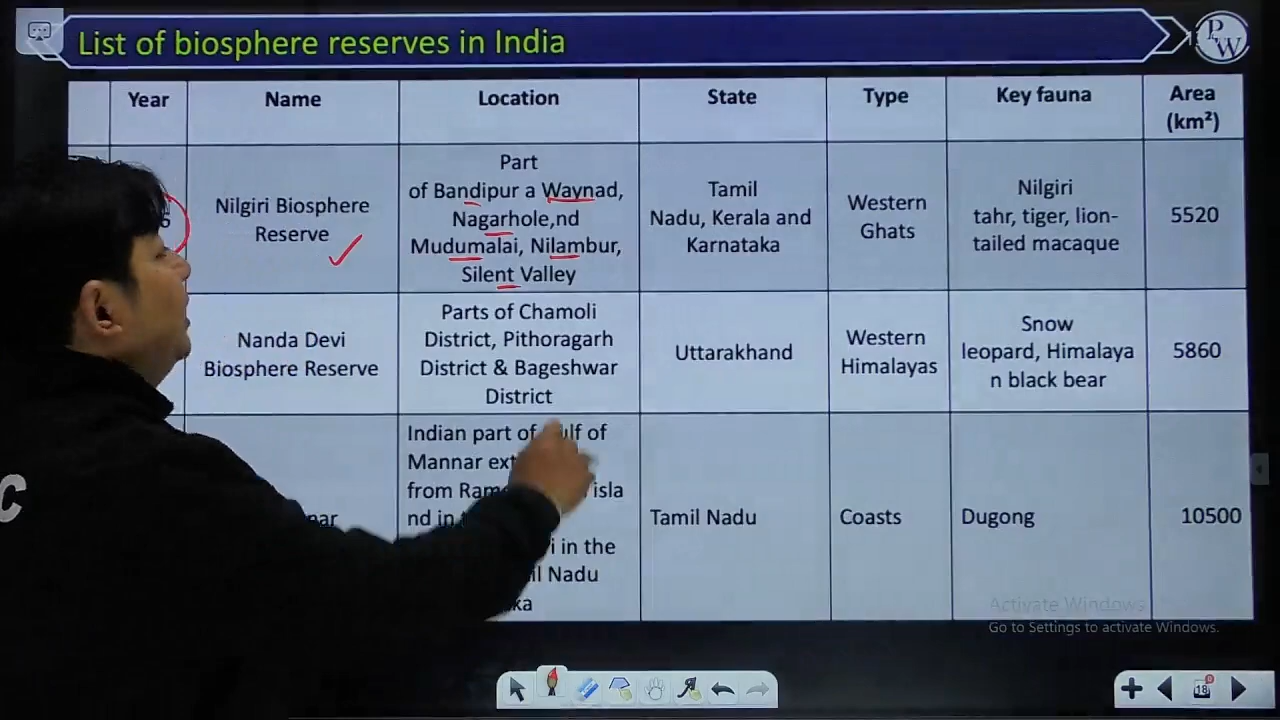 List of biosphere reserves in India
PW
Year
Name
Location
State
Type
Key fauna
Area
(km²)
Nilgiri Biosphere
Reserve
Part
of Bandipur a Waynad,
Nagarhole,nd
Mudumalai, Nilambur,
Silent Valley
Tamil
Nadu, Kerala and
Karnataka
Western
Ghats
Nilgiri
tahr, tiger, lion-
tailed macaque
5520
Nanda Devi
Biosphere Reserve
Parts of Chamoli
District, Pithoragarh
District & Bageshwar
District
Uttarakhand
Western
Himalayas
Snow
leopard, Himalaya
n black bear
5860
Indian part of
of
Mannar
from
isla
nd in
in the
Nadu
Tamil Nadu
Coasts
Dugong
10500
Activate Windows
Go to Settings to activate Windows.
C
18